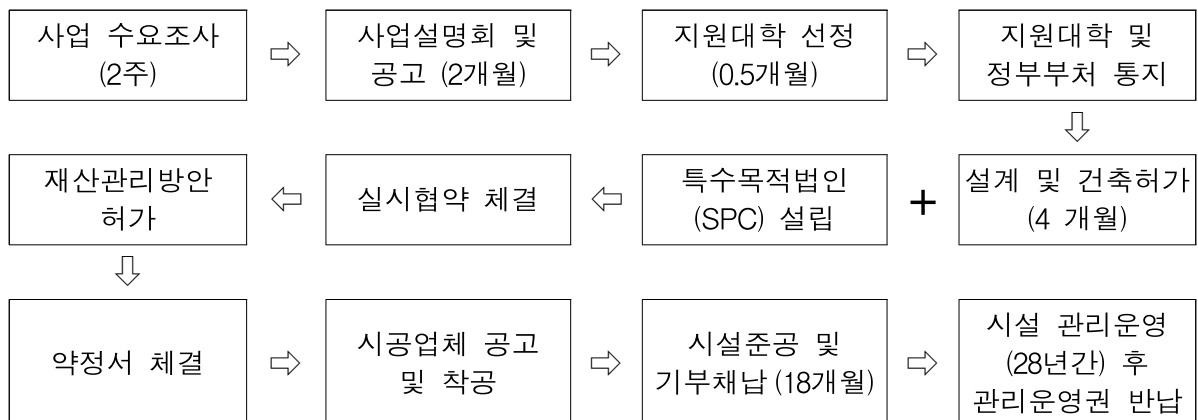 사업 수요조사
(2주)
사업설명회 및
공고 (2개월)
지원대학 선정
(0.5개월)
지원대학 및
정부부처 통지
설계 및 건축허가
(4 개월)
+
특수목적법인
(SPC) 설립
실시협약 체결
재산관리방안
허가
약정서 체결
시공업체 공고
및 착공
시설준공 및
기부채납 (18개월)
시설 관리운영
(28년간) 후
관리운영권 반납